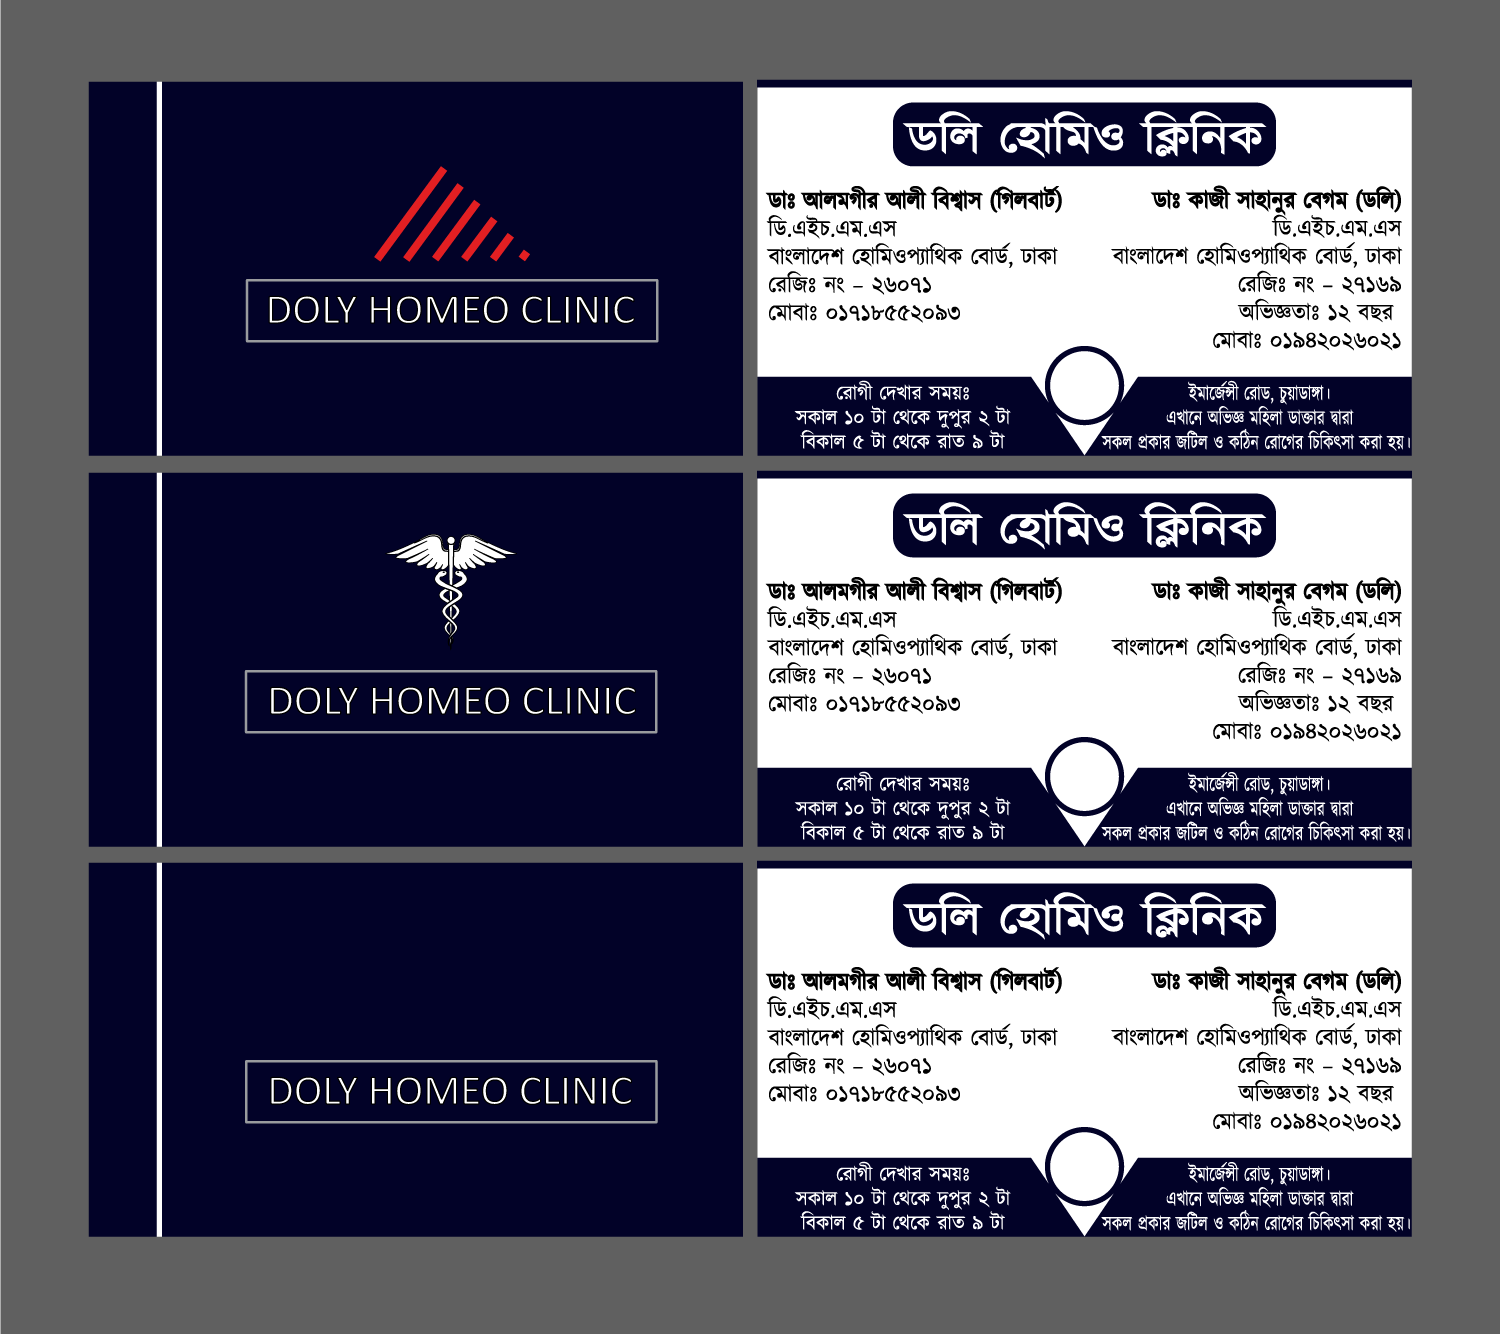 DOLY HOMEO CLINIC
ডলি হোমিও ক্লিনিক
ডাঃ আলমগীর আলী বিশ্বাস (গিলবার্ট)
ডি.এইচ.এম.এস
বাংলাদেশ হোমিওপ্যাথিক বোর্ড, ঢাকা
রেজিঃ নং – ২৬০৭১
মোবাঃ ০১৭১৮৫৫২০৯৩
ডাঃ কাজী সাহানুর বেগম (ডলি)
ডি.এইচ.এম.এস
বাংলাদেশ হোমিওপ্যাথিক বোর্ড, ঢাকা
রেজিঃ নং – ২৭১৬৯
অভিজ্ঞতাঃ ১২ বছর
মোবাঃ ০১৯৪২০২৬০২১
রোগী দেখার সময়ঃ
সকাল ১০ টা থেকে দুপুর ২ টা
বিকাল ৫ টা থেকে রাত ৯ টা
ইমার্জেন্সী রোড, চুয়াডাঙ্গা।
এখানে অভিজ্ঞ মহিলা ডাক্তার দ্বারা
সকল প্রকার জটিল ও কঠিন রোগের চিকিৎসা করা হয়।
DOLY HOMEO CLINIC
ডলি হোমিও ক্লিনিক
ডাঃ আলমগীর আলী বিশ্বাস (গিলবার্ট)
ডি.এইচ.এম.এস
বাংলাদেশ হোমিওপ্যাথিক বোর্ড, ঢাকা
রেজিঃ নং – ২৬০৭১
মোবাঃ ০১৭১৮৫৫২০৯৩
ডাঃ কাজী সাহানুর বেগম (ডলি)
ডি.এইচ.এম.এস
বাংলাদেশ হোমিওপ্যাথিক বোর্ড, ঢাকা
রেজিঃ নং – ২৭১৬৯
অভিজ্ঞতাঃ ১২ বছর
মোবাঃ ০১৯৪২০২৬০২১
রোগী দেখার সময়ঃ
সকাল ১০ টা থেকে দুপুর ২ টা
বিকাল ৫ টা থেকে রাত ৯ টা
ইমার্জেন্সী রোড, চুয়াডাঙ্গা।
এখানে অভিজ্ঞ মহিলা ডাক্তার দ্বারা
সকল প্রকার জটিল ও কঠিন রোগের চিকিৎসা করা হয়।
DOLY HOMEO CLINIC
ডলি হোমিও ক্লিনিক
ডাঃ আলমগীর আলী বিশ্বাস (গিলবার্ট)
ডি.এইচ.এম.এস
বাংলাদেশ হোমিওপ্যাথিক বোর্ড, ঢাকা
রেজিঃ নং – ২৬০৭১
মোবাঃ ০১৭১৮৫৫২০৯৩
ডাঃ কাজী সাহানুর বেগম (ডলি)
ডি.এইচ.এম.এস
বাংলাদেশ হোমিওপ্যাথিক বোর্ড, ঢাকা
রেজিঃ নং – ২৭১৬৯
অভিজ্ঞতাঃ ১২ বছর
মোবাঃ ০১৯৪২০২৬০২১
রোগী দেখার সময়ঃ
সকাল ১০ টা থেকে দুপুর ২ টা
বিকাল ৫ টা থেকে রাত ৯ টা
ইমার্জেন্সী রোড, চুয়াডাঙ্গা।
এখানে অভিজ্ঞ মহিলা ডাক্তার দ্বারা
সকল প্রকার জটিল ও কঠিন রোগের চিকিৎসা করা হয়।